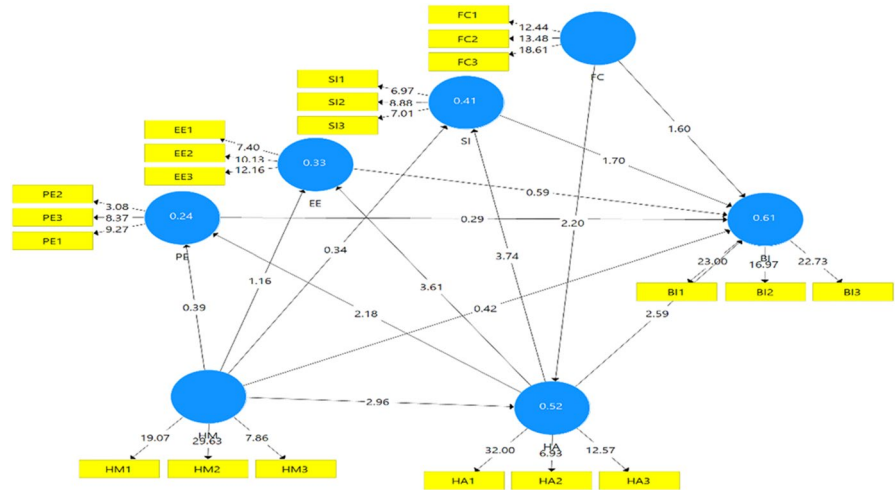 FC1
12.44
FC2
13.48
FC3
18.61
FC
SI1
6.97
SI2
8.88
SI3
7.01
0.41
SI
1.60
EE1
7.40
EE2
10.13
EE3
12.16
0.33
EE
1.70
0.59
PE2
3.08
PE3
8.37
PE1
9.27
0.24
PE
0.29
2.20
0.61
BI
0.34
3.74
23.00
16.97
22.73
BI1
BI2
BI3
1.16
3.61
0.39
2.18
0.42
2.59
HM
2.96
0.52
HA
19.07
29.63
7.86
HM1
HM2
HM3
32.00
6.93
12.57
HA1
HA2
HA3